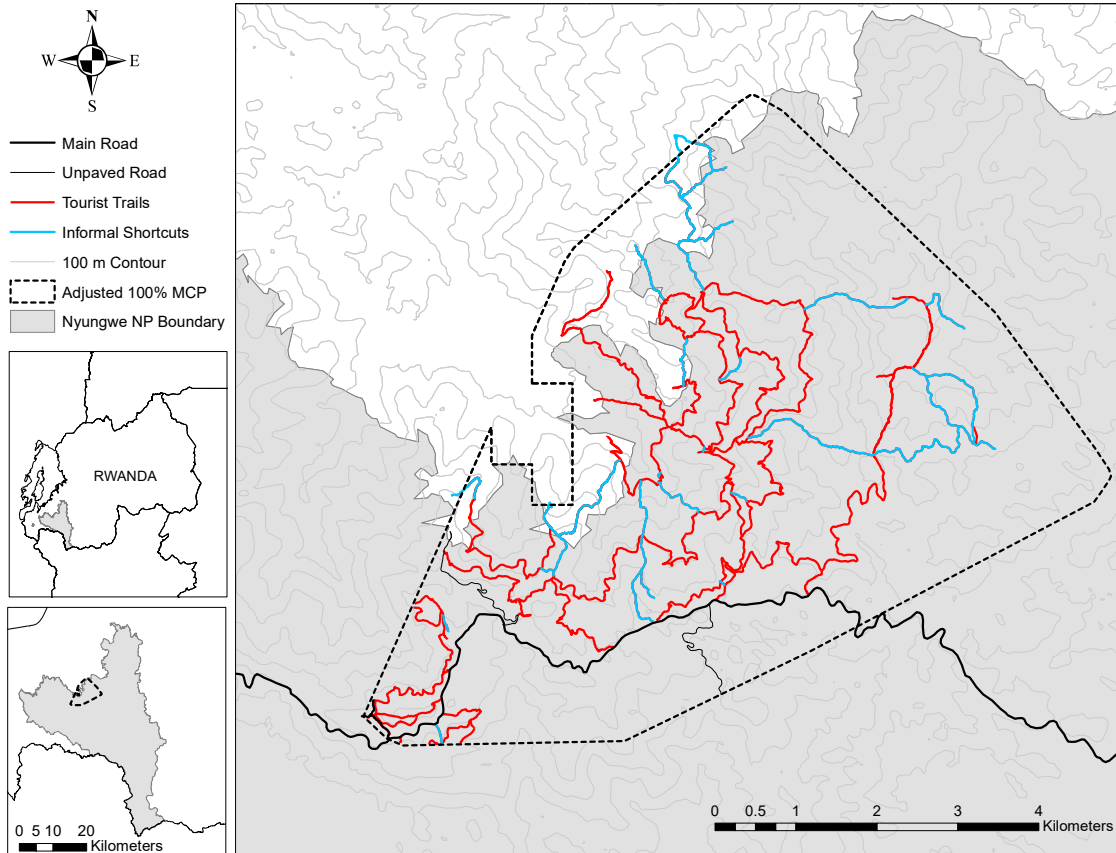 N
W E
S
Main Road
Unpaved Road
Tourist Trails
Informal Shortcuts
100 m Contour
Adjusted 100% MCP
Nyungwe NP Boundary
RWANDA
0 5 10 20
Kilometers
0 0.5 1 2 3 4
Kilometers